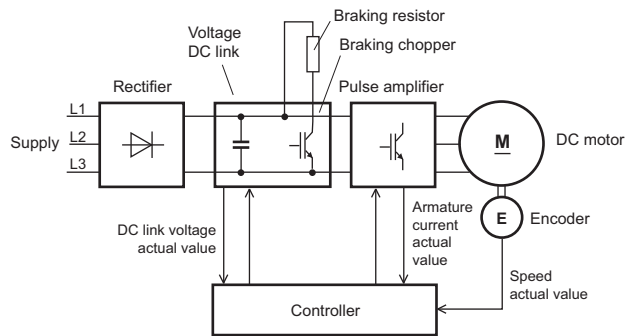 Braking resistor
Voltage
DC link
Braking chopper
Rectifier
Pulse amplifier
Supply
L1
L2
L3
M
DC motor
E
Encoder
DC link voltage
actual value
Armature
current
actual
value
Speed
actual value
Controller